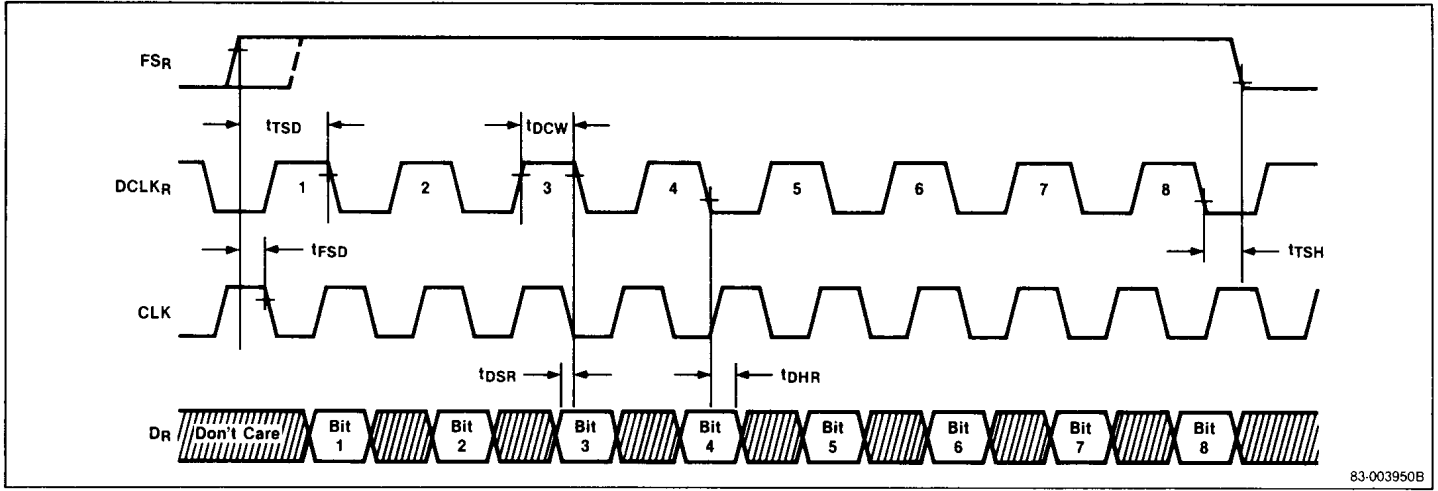 FSR
tTSD
tDCW
DCLKR
1 2 3 4 5 6 7 8
tFSD
tTSH
CLK
tDSR
tDHR
DR
Don't Care
Bit 1
Bit 2
Bit 3
Bit 4
Bit 5
Bit 6
Bit 7
Bit 8
83-003950B